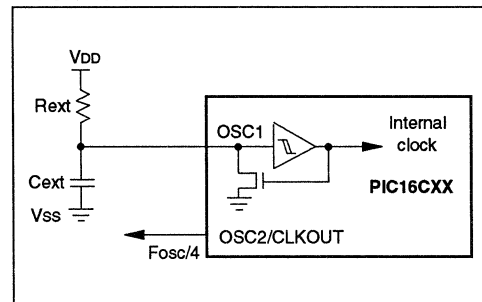 VDD
Rext
OSC1
Internal
clock
Cext
PIC16CXX
VSS
OSC2/CLKOUT
Fosc/4